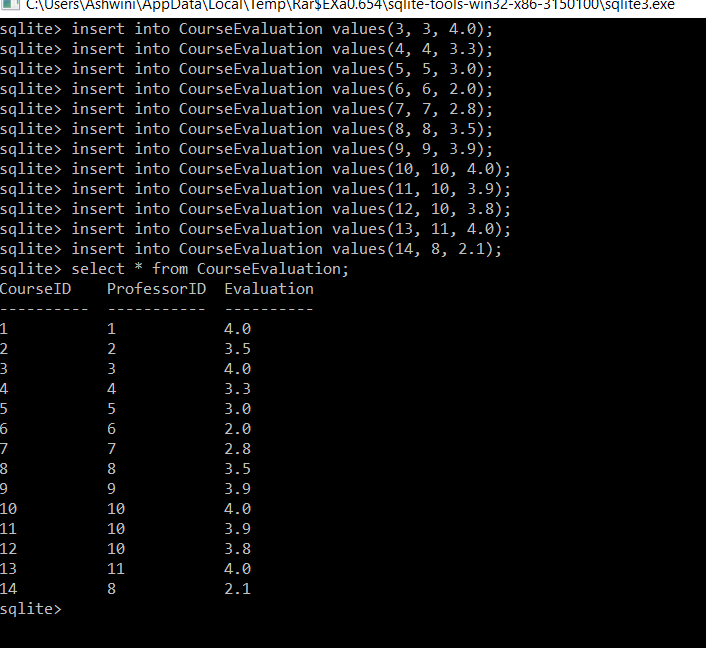 C:\Users\Ashwini\AppData\Local\Temp\Rar$EXa0.654\sqlite-tools-win32-x86-3150100\sqlite3.exe
sqlite> insert into CourseEvaluation values(3, 3, 4.0);
sqlite> insert into CourseEvaluation values(4, 4, 3.3);
sqlite> insert into CourseEvaluation values(5, 5, 3.0);
sqlite> insert into CourseEvaluation values(6, 6, 2.0);
sqlite> insert into CourseEvaluation values(7, 7, 2.8);
sqlite> insert into CourseEvaluation values(8, 8, 3.5);
sqlite> insert into CourseEvaluation values(9, 9, 3.9);
sqlite> insert into CourseEvaluation values(10, 10, 4.0);
sqlite> insert into CourseEvaluation values(11, 10, 3.9);
sqlite> insert into CourseEvaluation values(12, 10, 3.8);
sqlite> insert into CourseEvaluation values(13, 11, 4.0);
sqlite> insert into CourseEvaluation values(14, 8, 2.1);
sqlite> select * from CourseEvaluation;
CourseID    ProfessorID  Evaluation
----------  -----------  ----------
1           1            4.0
2           2            3.5
3           3            4.0
4           4            3.3
5           5            3.0
6           6            2.0
7           7            2.8
8           8            3.5
9           9            3.9
10          10           4.0
11          10           3.9
12          10           3.8
13          11           4.0
14          8            2.1
sqlite>